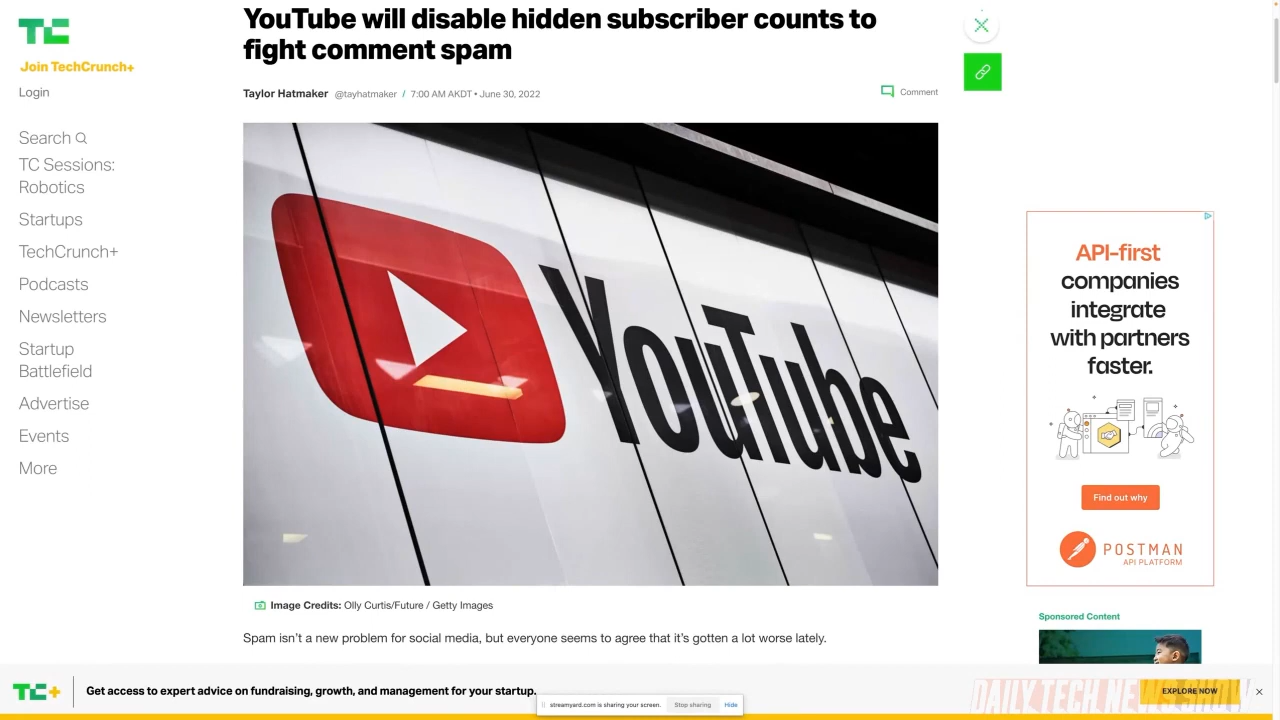 TC
Join TechCrunch+
Login
Search
TC Sessions:
Robotics
Startups
TechCrunch+
Podcasts
Newsletters
Startup
Battlefield
Advertise
Events
More
YouTube will disable hidden subscriber counts to
fight comment spam
Taylor Hatmaker @tayhatmaker / 7:00 AM AKDT • June 30, 2022
Comment
YouTube
Image Credits: Olly Curtis/Future / Getty Images
Spam isn’t a new problem for social media, but everyone seems to agree that it’s gotten a lot worse lately.
API-first
companies
integrate
with partners
faster.
Find out why
POSTMAN
API PLATFORM
Sponsored Content
TC+
Get access to expert advice on fundraising, growth, and management for your startup.
EXPLORE NOW
streamyard.com is sharing your screen. Stop sharing Hide
DAILY TECH NEWS SHOW